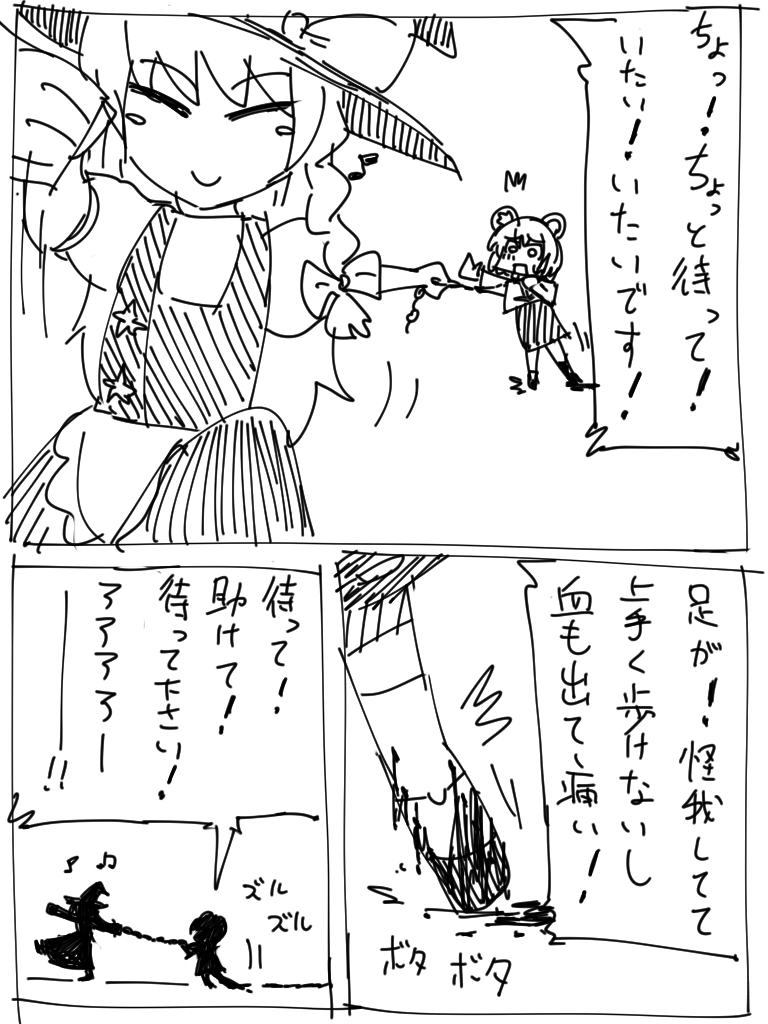 ちょっ！・ちょっと待って！
いたい！・いたいです！
足が！・怪我してて
上手く歩けないし
血も出て、痛い！
ボタ
ボタ
待って！
助けて！
待ってださい！
アアアアー
──!!
ズル
ズル